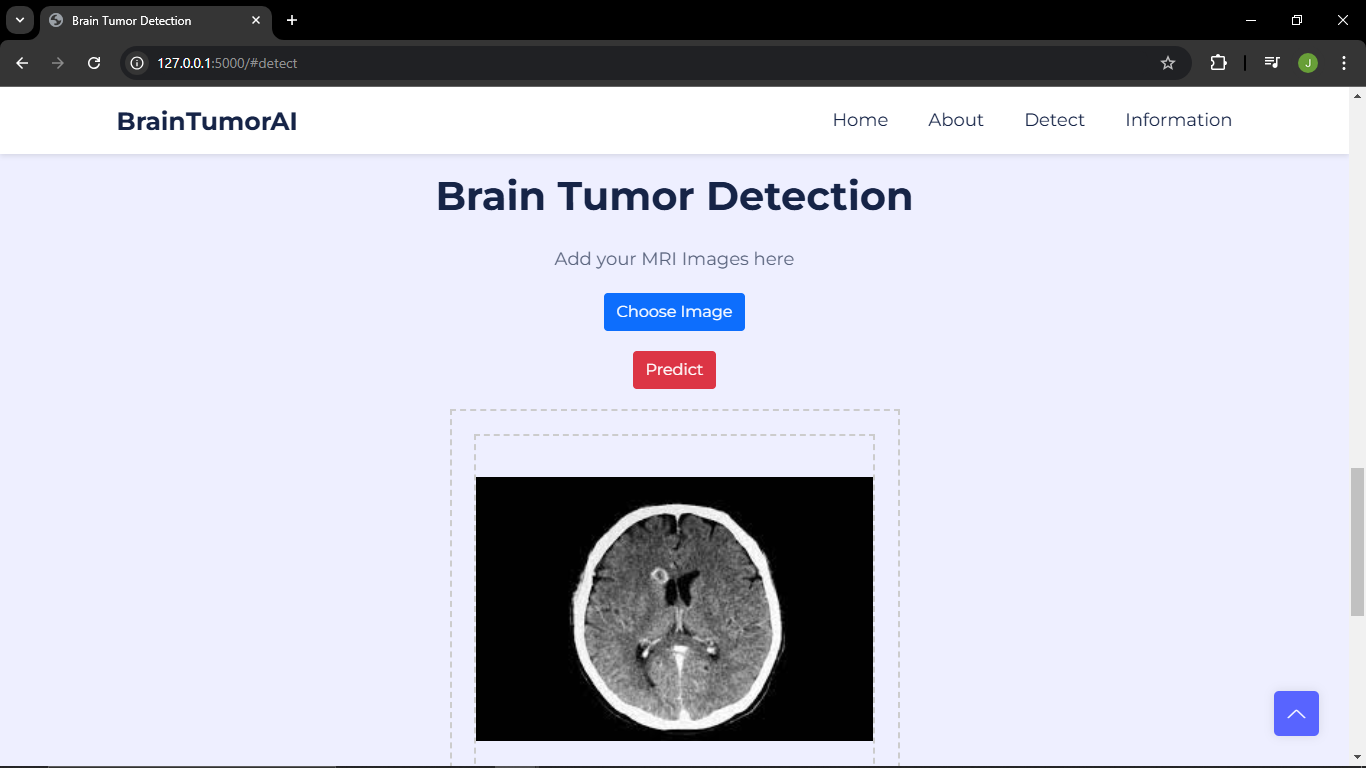 Brain Tumor Detection
127.0.0.1:5000/#detect
J
BrainTumorAI
Home About Detect Information
Brain Tumor Detection
Add your MRI Images here
Choose Image
Predict